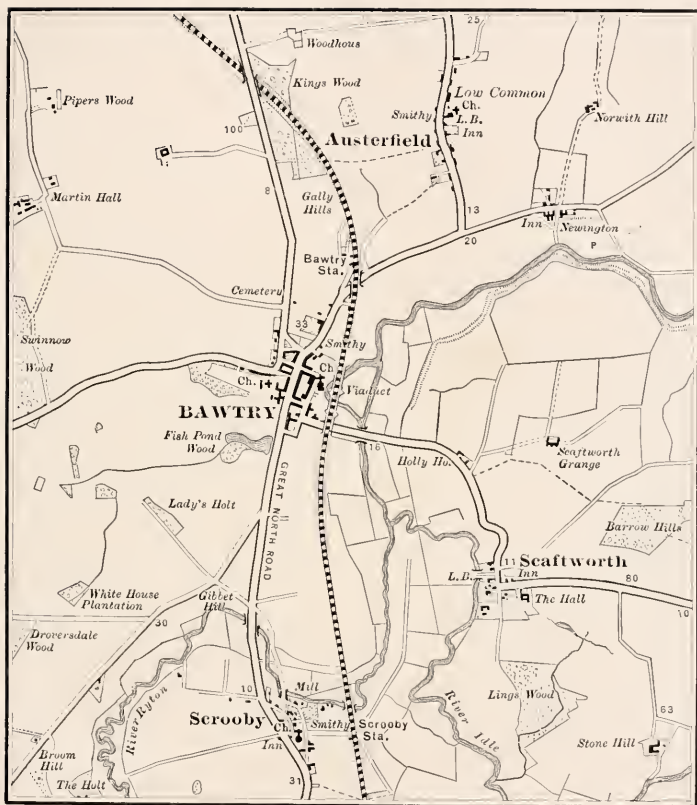 25
Woodhous
Kings Wood
Pipers Wood
Low Common
Ch.
Smithy
L.B.
Inn
Norwith Hill
100
Austerfield
8
Martin Hall
Gally
Hills
13
20
Inn
Newington
P
Bawtry
Sta.
Cemetery
33
Smithy
Swinnow
Wood
Ch.
Ch.
Viaduct
BAWTRY
Fish Pond
Wood
16
Holly Ho.
Scaftworth
Grange
GREAT NORTH ROAD
Lady's Holt
Barrow Hills
11
Scaftworth
L.B.
Inn
80
The Hall
White House
Plantation
Gibbet
Hill
30
10
Droversdale
Wood
River Ryton
10
Mill
Lings Wood
Scrooby
Smithy
Scrooby
Sta.
River Idle
63
Ch.
Inn
Stone Hill
Broom
Hill
The Holt
31